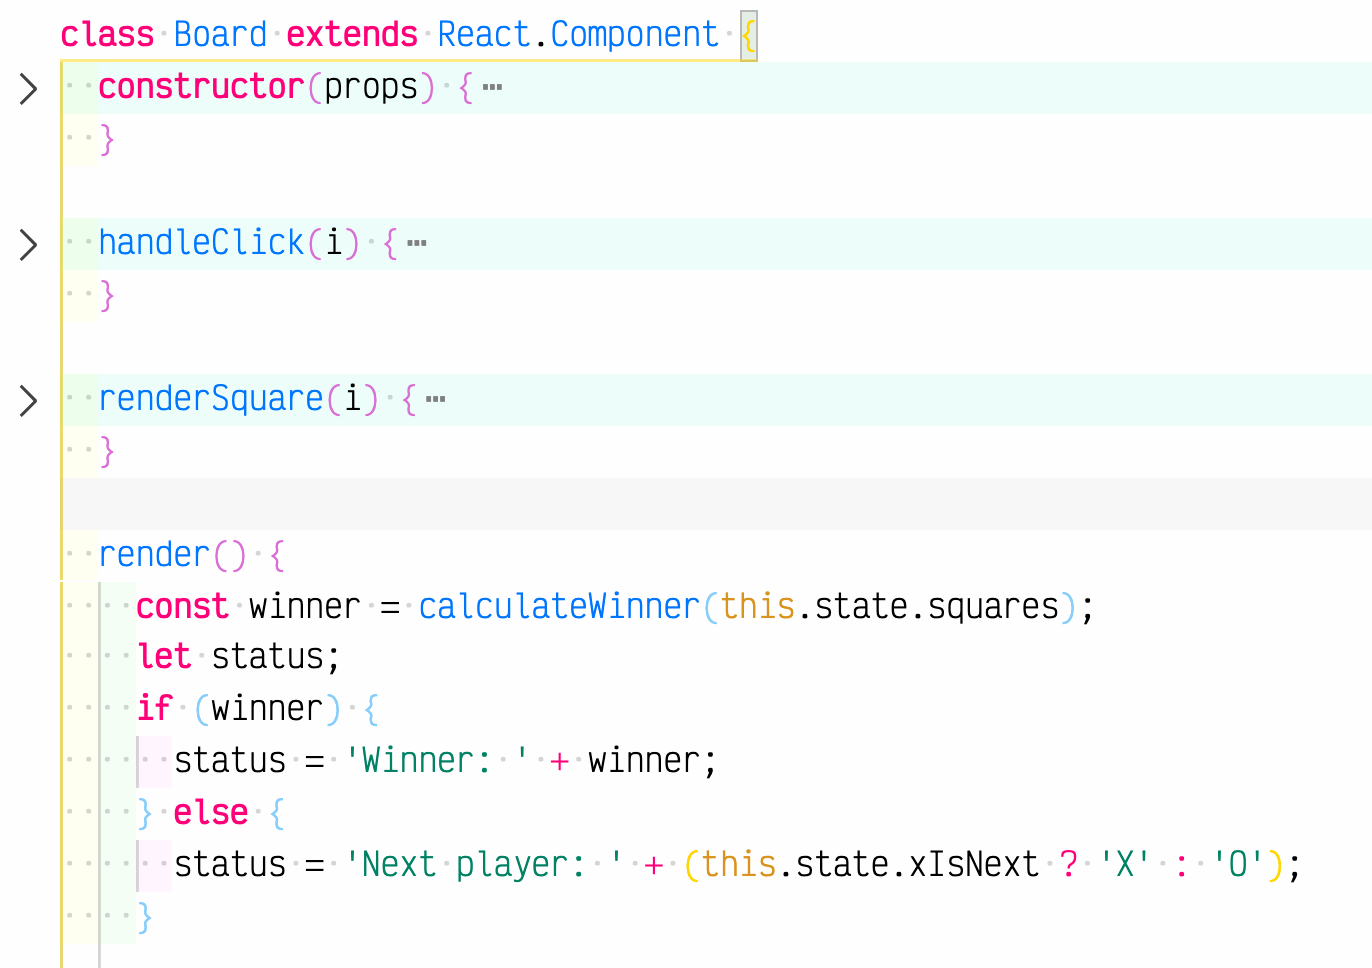 class Board extends React.Component {
  constructor(props) { ⋯
  }

  handleClick(i) { ⋯
  }

  renderSquare(i) { ⋯
  }

  render() {
    const winner = calculateWinner(this.state.squares);
    let status;
    if (winner) {
      status = 'Winner: ' + winner;
    } else {
      status = 'Next player: ' + (this.state.xIsNext ? 'X' : 'O');
    }